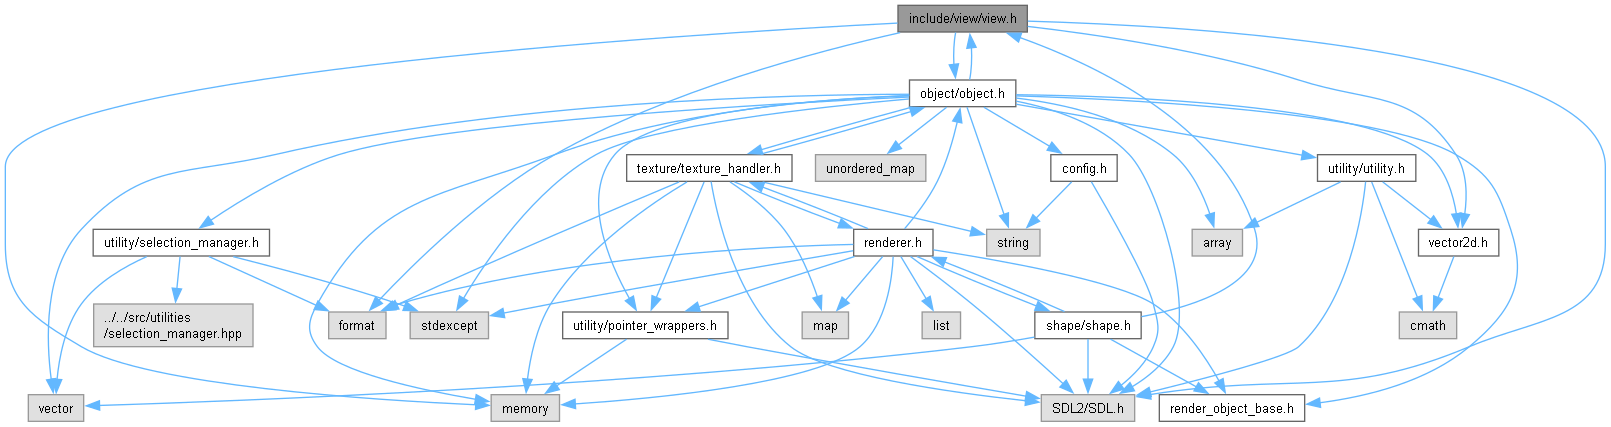 include/view/view.h
object/object.h
texture/texture_handler.h
unordered_map
config.h
utility/utility.h
utility/selection_manager.h
renderer.h
string
array
vector2d.h
../../src/utilities
/selection_manager.hpp
format
stdexcept
utility/pointer_wrappers.h
map
list
shape/shape.h
cmath
vector
memory
SDL2/SDL.h
render_object_base.h